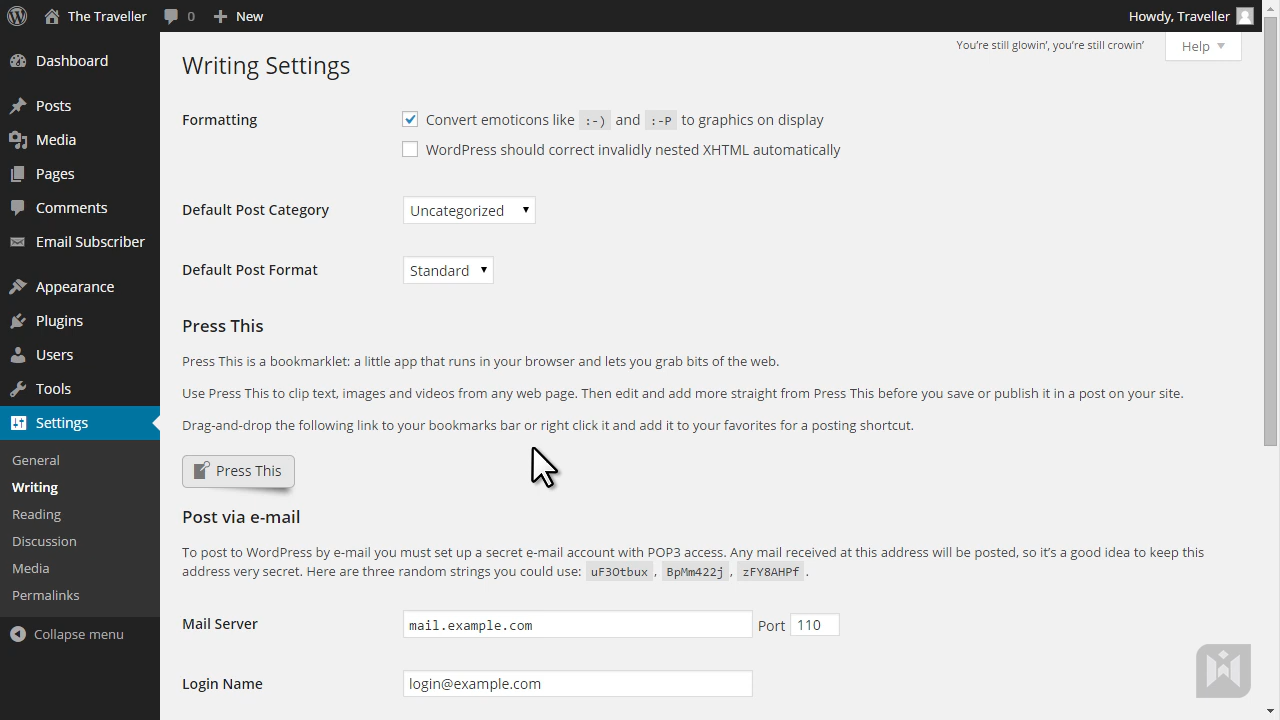 The Traveller 0 New Howdy, Traveller
You're still glowin', you're still crowin' Help
Dashboard
Posts
Media
Pages
Comments
Email Subscriber
Appearance
Plugins
Users
Tools
Settings
General
Writing
Reading
Discussion
Media
Permalinks
Collapse menu
Writing Settings
Formatting Convert emoticons like :-) and :-P to graphics on display
WordPress should correct invalidly nested XHTML automatically
Default Post Category Uncategorized
Default Post Format Standard
Press This
Press This is a bookmarklet: a little app that runs in your browser and lets you grab bits of the web.
Use Press This to clip text, images and videos from any web page. Then edit and add more straight from Press This before you save or publish it in a post on your site.
Drag-and-drop the following link to your bookmarks bar or right click it and add it to your favorites for a posting shortcut.
Press This
Post via e-mail
To post to WordPress by e-mail you must set up a secret e-mail account with POP3 access. Any mail received at this address will be posted, so it's a good idea to keep this
address very secret. Here are three random strings you could use: uF3Otbux, BpMm422j, zFY8AHPf.
Mail Server mail.example.com Port 110
Login Name login@example.com